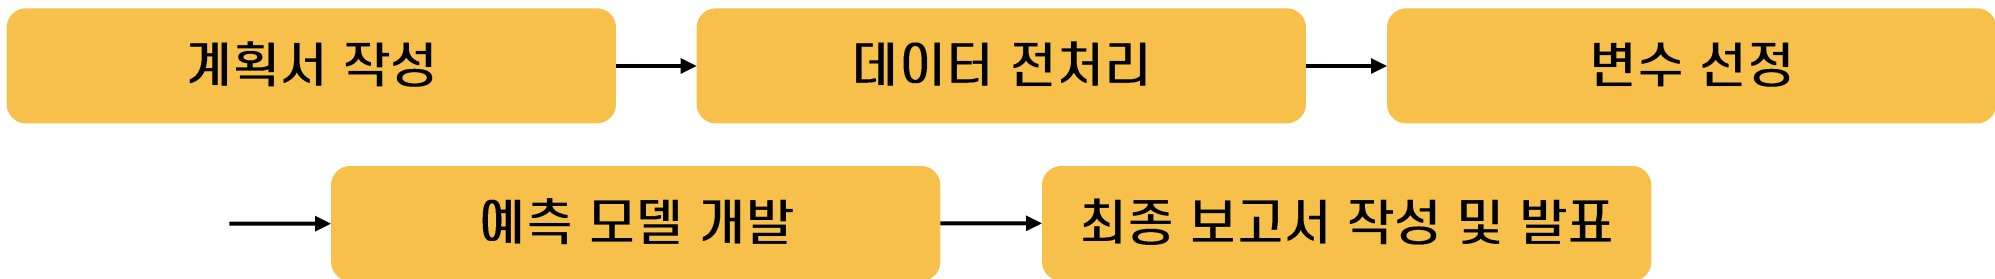 계획서 작성
데이터 전처리
변수 선정
예측 모델 개발
최종 보고서 작성 및 발표